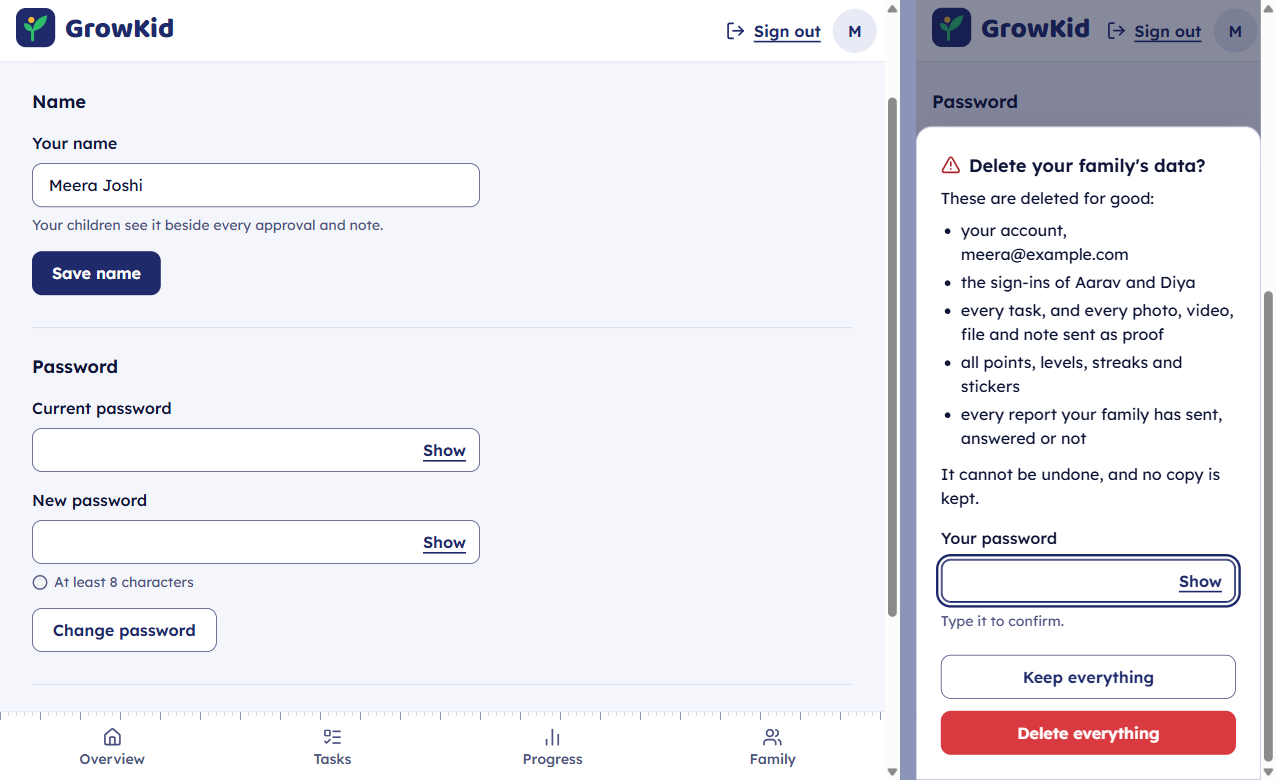 GrowKid
Sign out
M
Name
Your name
Meera Joshi
Your children see it beside every approval and note.
Save name
Password
Current password
Show
New password
Show
At least 8 characters
Change password
Overview
Tasks
Progress
Family
GrowKid
Sign out
M
Password
Delete your family's data?
These are deleted for good:
your account,
meera@example.com
the sign-ins of Aarav and Diya
every task, and every photo, video,
file and note sent as proof
all points, levels, streaks and
stickers
every report your family has sent,
answered or not
It cannot be undone, and no copy is
kept.
Your password
Show
Type it to confirm.
Keep everything
Delete everything